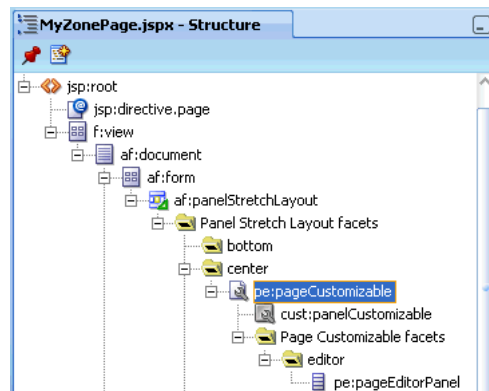 MyZonePage.jspx - Structure
jsp:root
jsp:directive.page
f:view
af:document
af:form
af:panelStretchLayout
Panel Stretch Layout facets
bottom
center
pe:pageCustomizable
cust:panelCustomizable
Page Customizable facets
editor
pe:pageEditorPanel